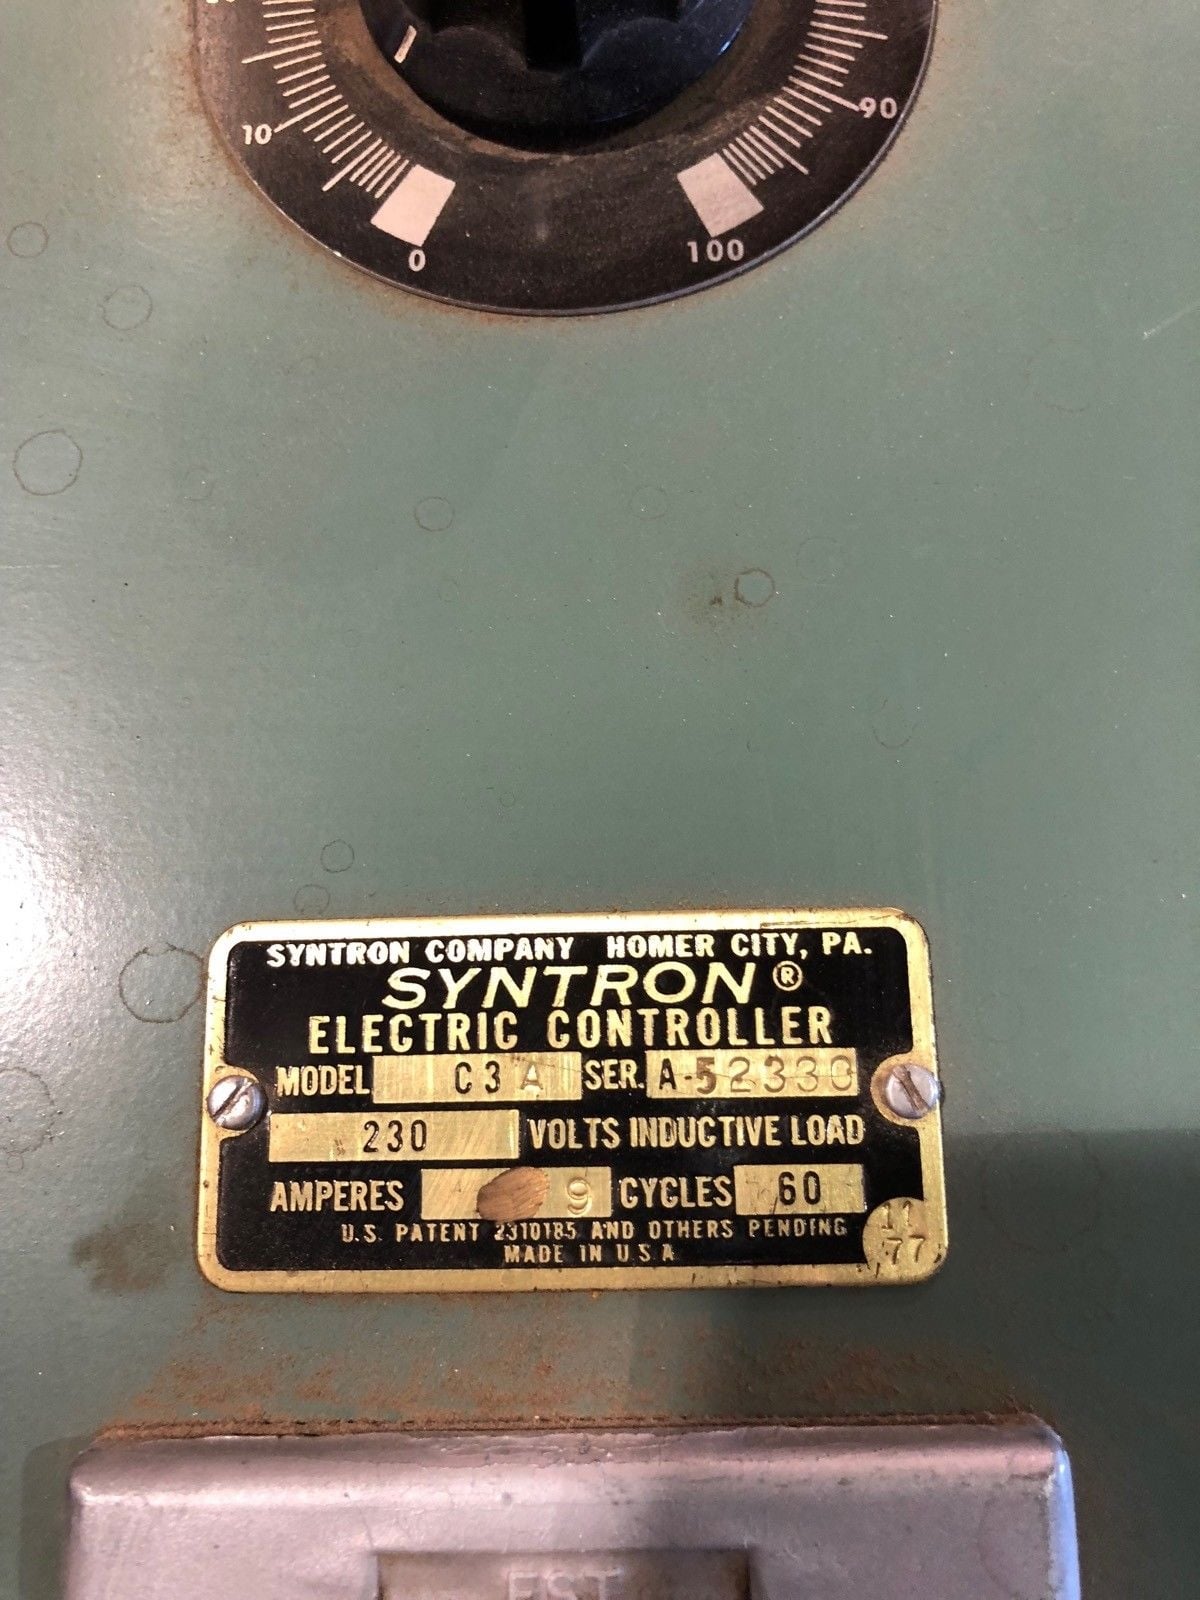 10
90
0
100
SYNTRON COMPANY HOMER CITY, PA.
SYNTRON®
ELECTRIC CONTROLLER
MODEL C3A SER. A-52330
230 VOLTS INDUCTIVE LOAD
AMPERES 9 CYCLES 60
U.S. PATENT 2310185 AND OTHERS PENDING
MADE IN U.S.A
11
77